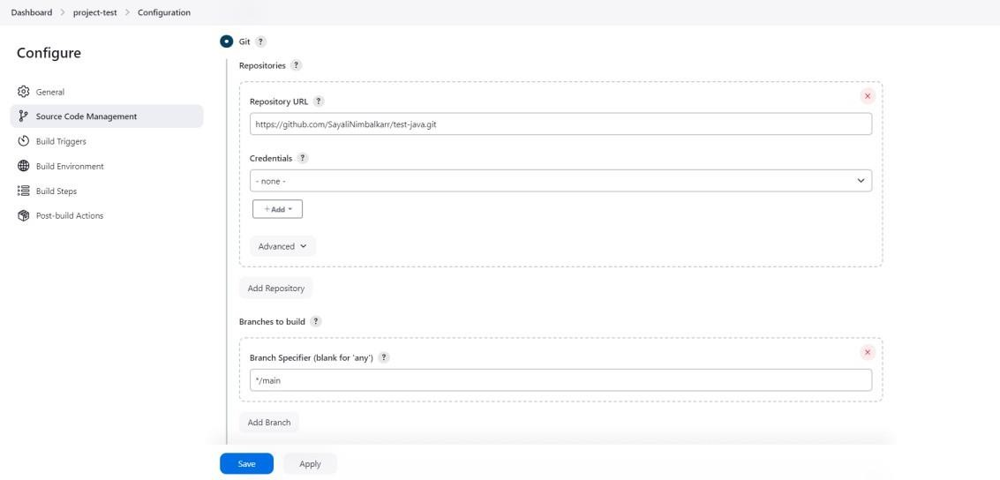 Dashboard > project-test > Configuration
Configure
General
Source Code Management
Build Triggers
Build Environment
Build Steps
Post-build Actions
Git ?
Repositories ?
Repository URL ?
https://github.com/SayaliNimbalkarr/test-java.git
Credentials ?
- none -
+ Add
Advanced
Add Repository
Branches to build ?
Branch Specifier (blank for 'any') ?
*/main
Add Branch
Save Apply